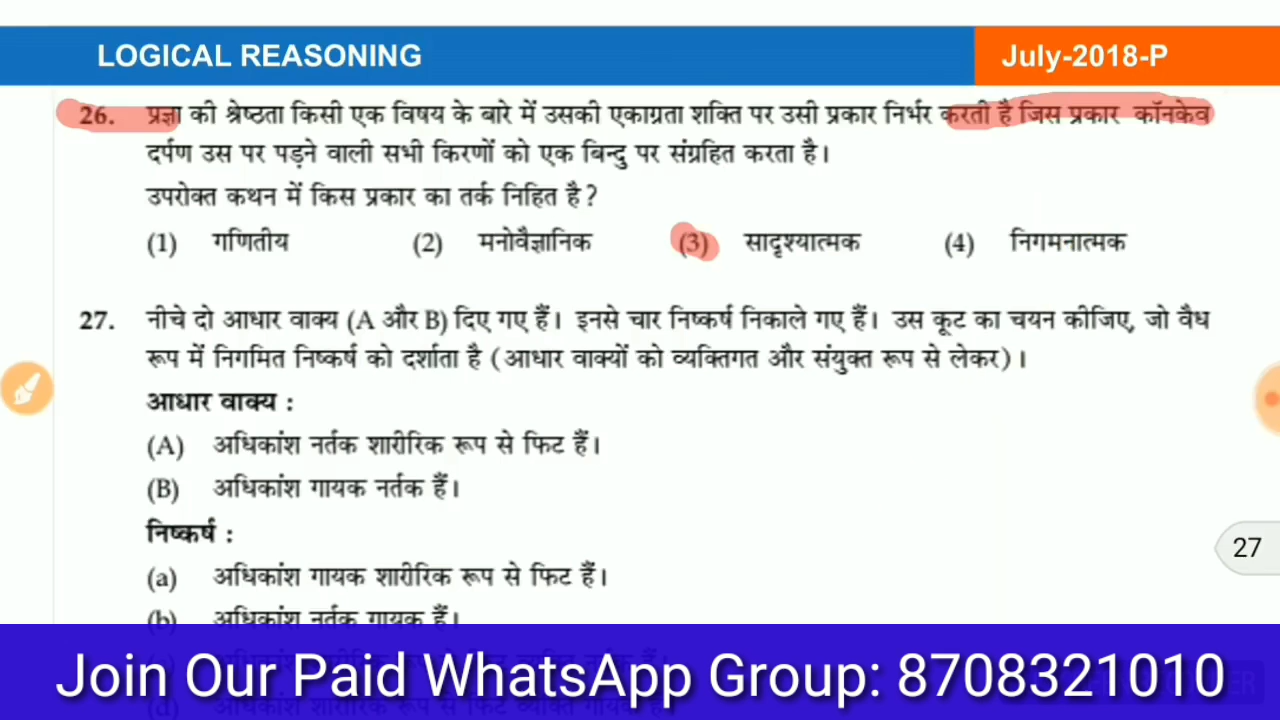 LOGICAL REASONING
July-2018-P
26. प्रज्ञा की श्रेष्ठता किसी एक विषय के बारे में उसकी एकाग्रता शक्ति पर उसी प्रकार निर्भर करती है जिस प्रकार कॉनकेव
दर्पण उस पर पड़ने वाली सभी किरणों को एक बिन्दु पर संग्रहित करता है।
उपरोक्त कथन में किस प्रकार का तर्क निहित है?
(1) गणितीय (2) मनोवैज्ञानिक (3) सादृश्यात्मक (4) निगमनात्मक
27. नीचे दो आधार वाक्य (A और B) दिए गए हैं। इनसे चार निष्कर्ष निकाले गए हैं। उस कूट का चयन कीजिए, जो वैध
रूप में निगमित निष्कर्ष को दर्शाता है (आधार वाक्यों को व्यक्तिगत और संयुक्त रूप से लेकर)।
आधार वाक्य :
(A) अधिकांश नर्तक शारीरिक रूप से फिट हैं।
(B) अधिकांश गायक नर्तक हैं।
निष्कर्ष :
27
(a) अधिकांश गायक शारीरिक रूप से फिट हैं।
(b) अधिकांश नर्तक गायक हैं।
Join Our Paid WhatsApp Group: 8708321010